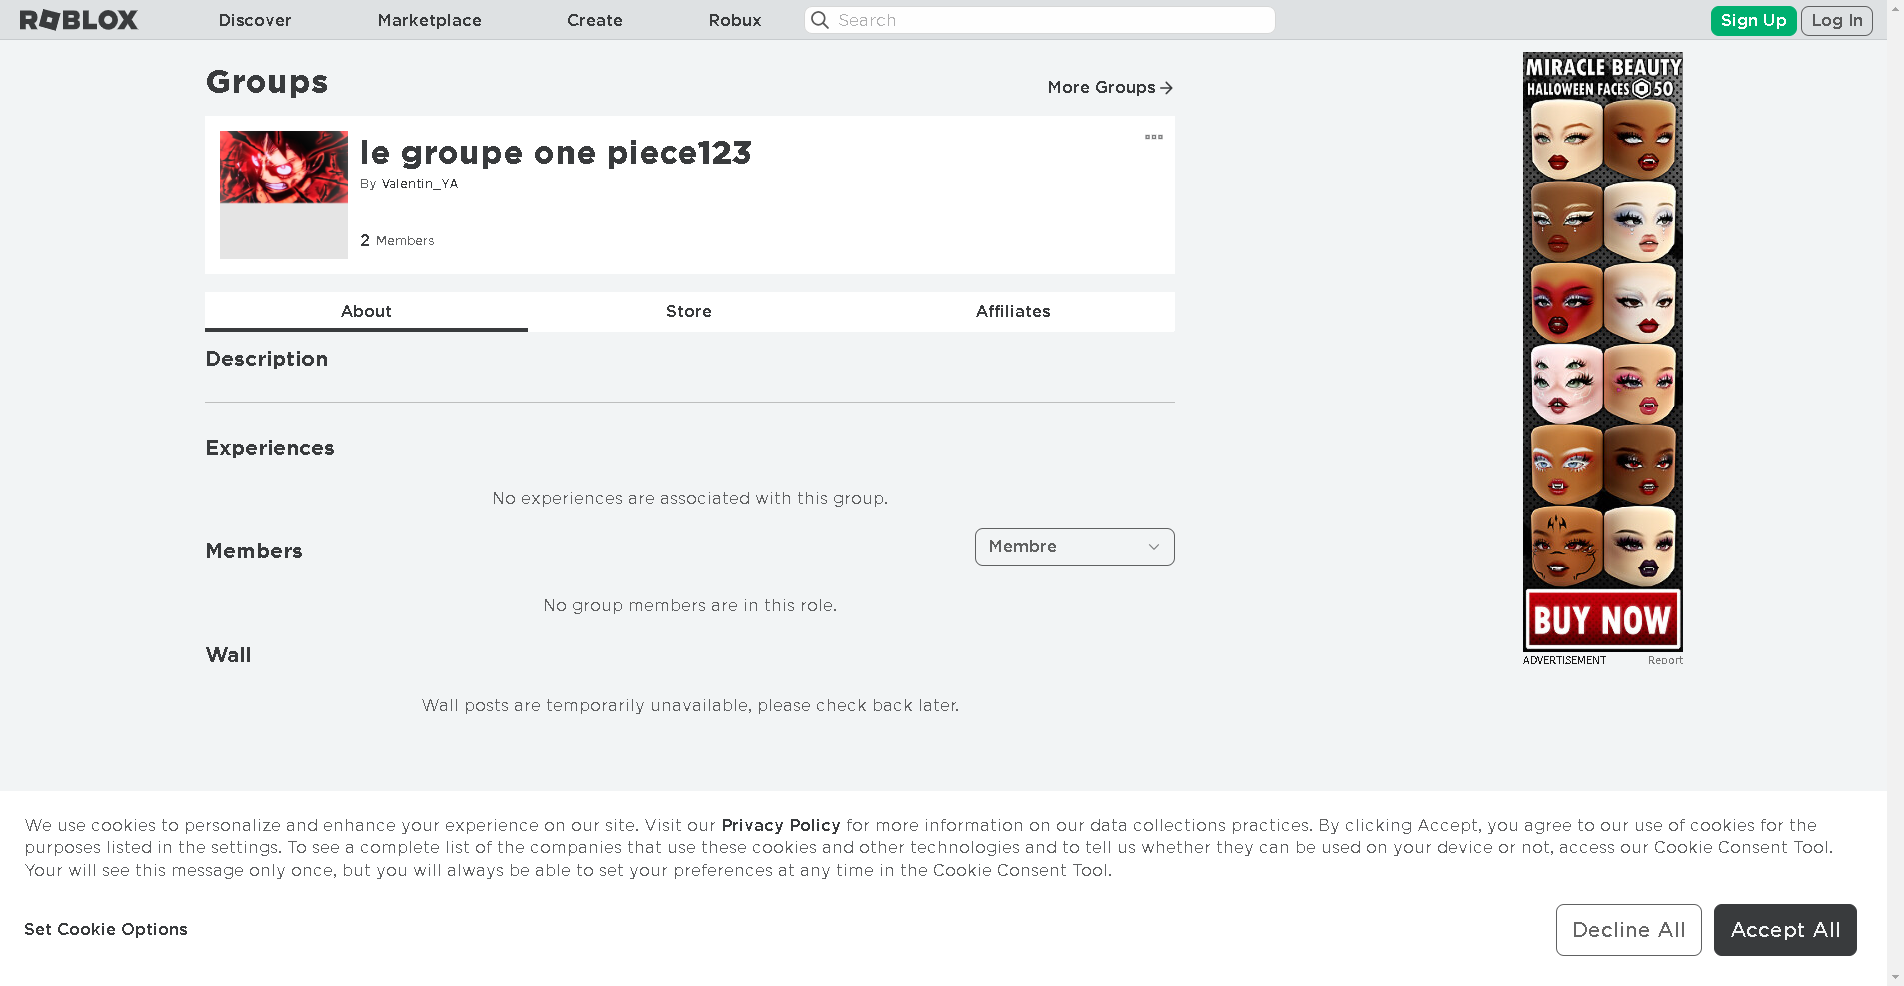 ROBLOX
Discover
Marketplace
Create
Robux
Search
Sign Up
Log In
Groups
More Groups
le groupe one piece123
By Valentin_YA
2 Members
About
Store
Affiliates
Description
Experiences
No experiences are associated with this group.
Members
Membre
No group members are in this role.
Wall
Wall posts are temporarily unavailable, please check back later.
MIRACLE BEAUTY
HALLOWEEN FACES 50
BUY NOW
ADVERTISEMENT
Report
We use cookies to personalize and enhance your experience on our site. Visit our Privacy Policy for more information on our data collections practices. By clicking Accept, you agree to our use of cookies for the
purposes listed in the settings. To see a complete list of the companies that use these cookies and other technologies and to tell us whether they can be used on your device or not, access our Cookie Consent Tool.
Your will see this message only once, but you will always be able to set your preferences at any time in the Cookie Consent Tool.
Set Cookie Options
Decline All
Accept All